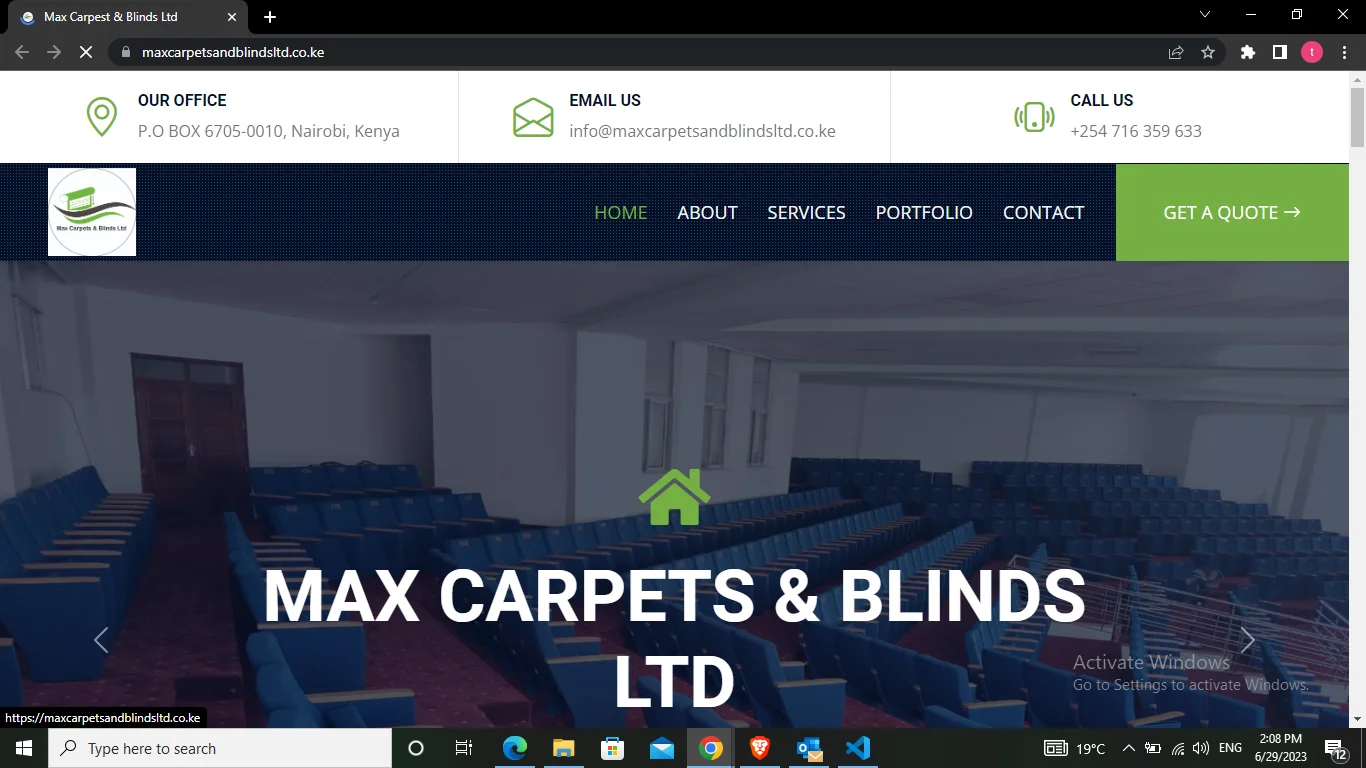 Max Carpest & Blinds Ltd
maxcarpetsandblindsltd.co.ke
t
OUR OFFICE
P.O BOX 6705-0010, Nairobi, Kenya
EMAIL US
info@maxcarpetsandblindsltd.co.ke
CALL US
+254 716 359 633
Max Carpets & Blinds Ltd
HOME ABOUT SERVICES PORTFOLIO CONTACT GET A QUOTE →
MAX CARPETS & BLINDS
LTD
Activate Windows
Go to Settings to activate Windows.
https://maxcarpetsandblindsltd.co.ke
Type here to search
19°C
ENG
2:08 PM
6/29/2023
12